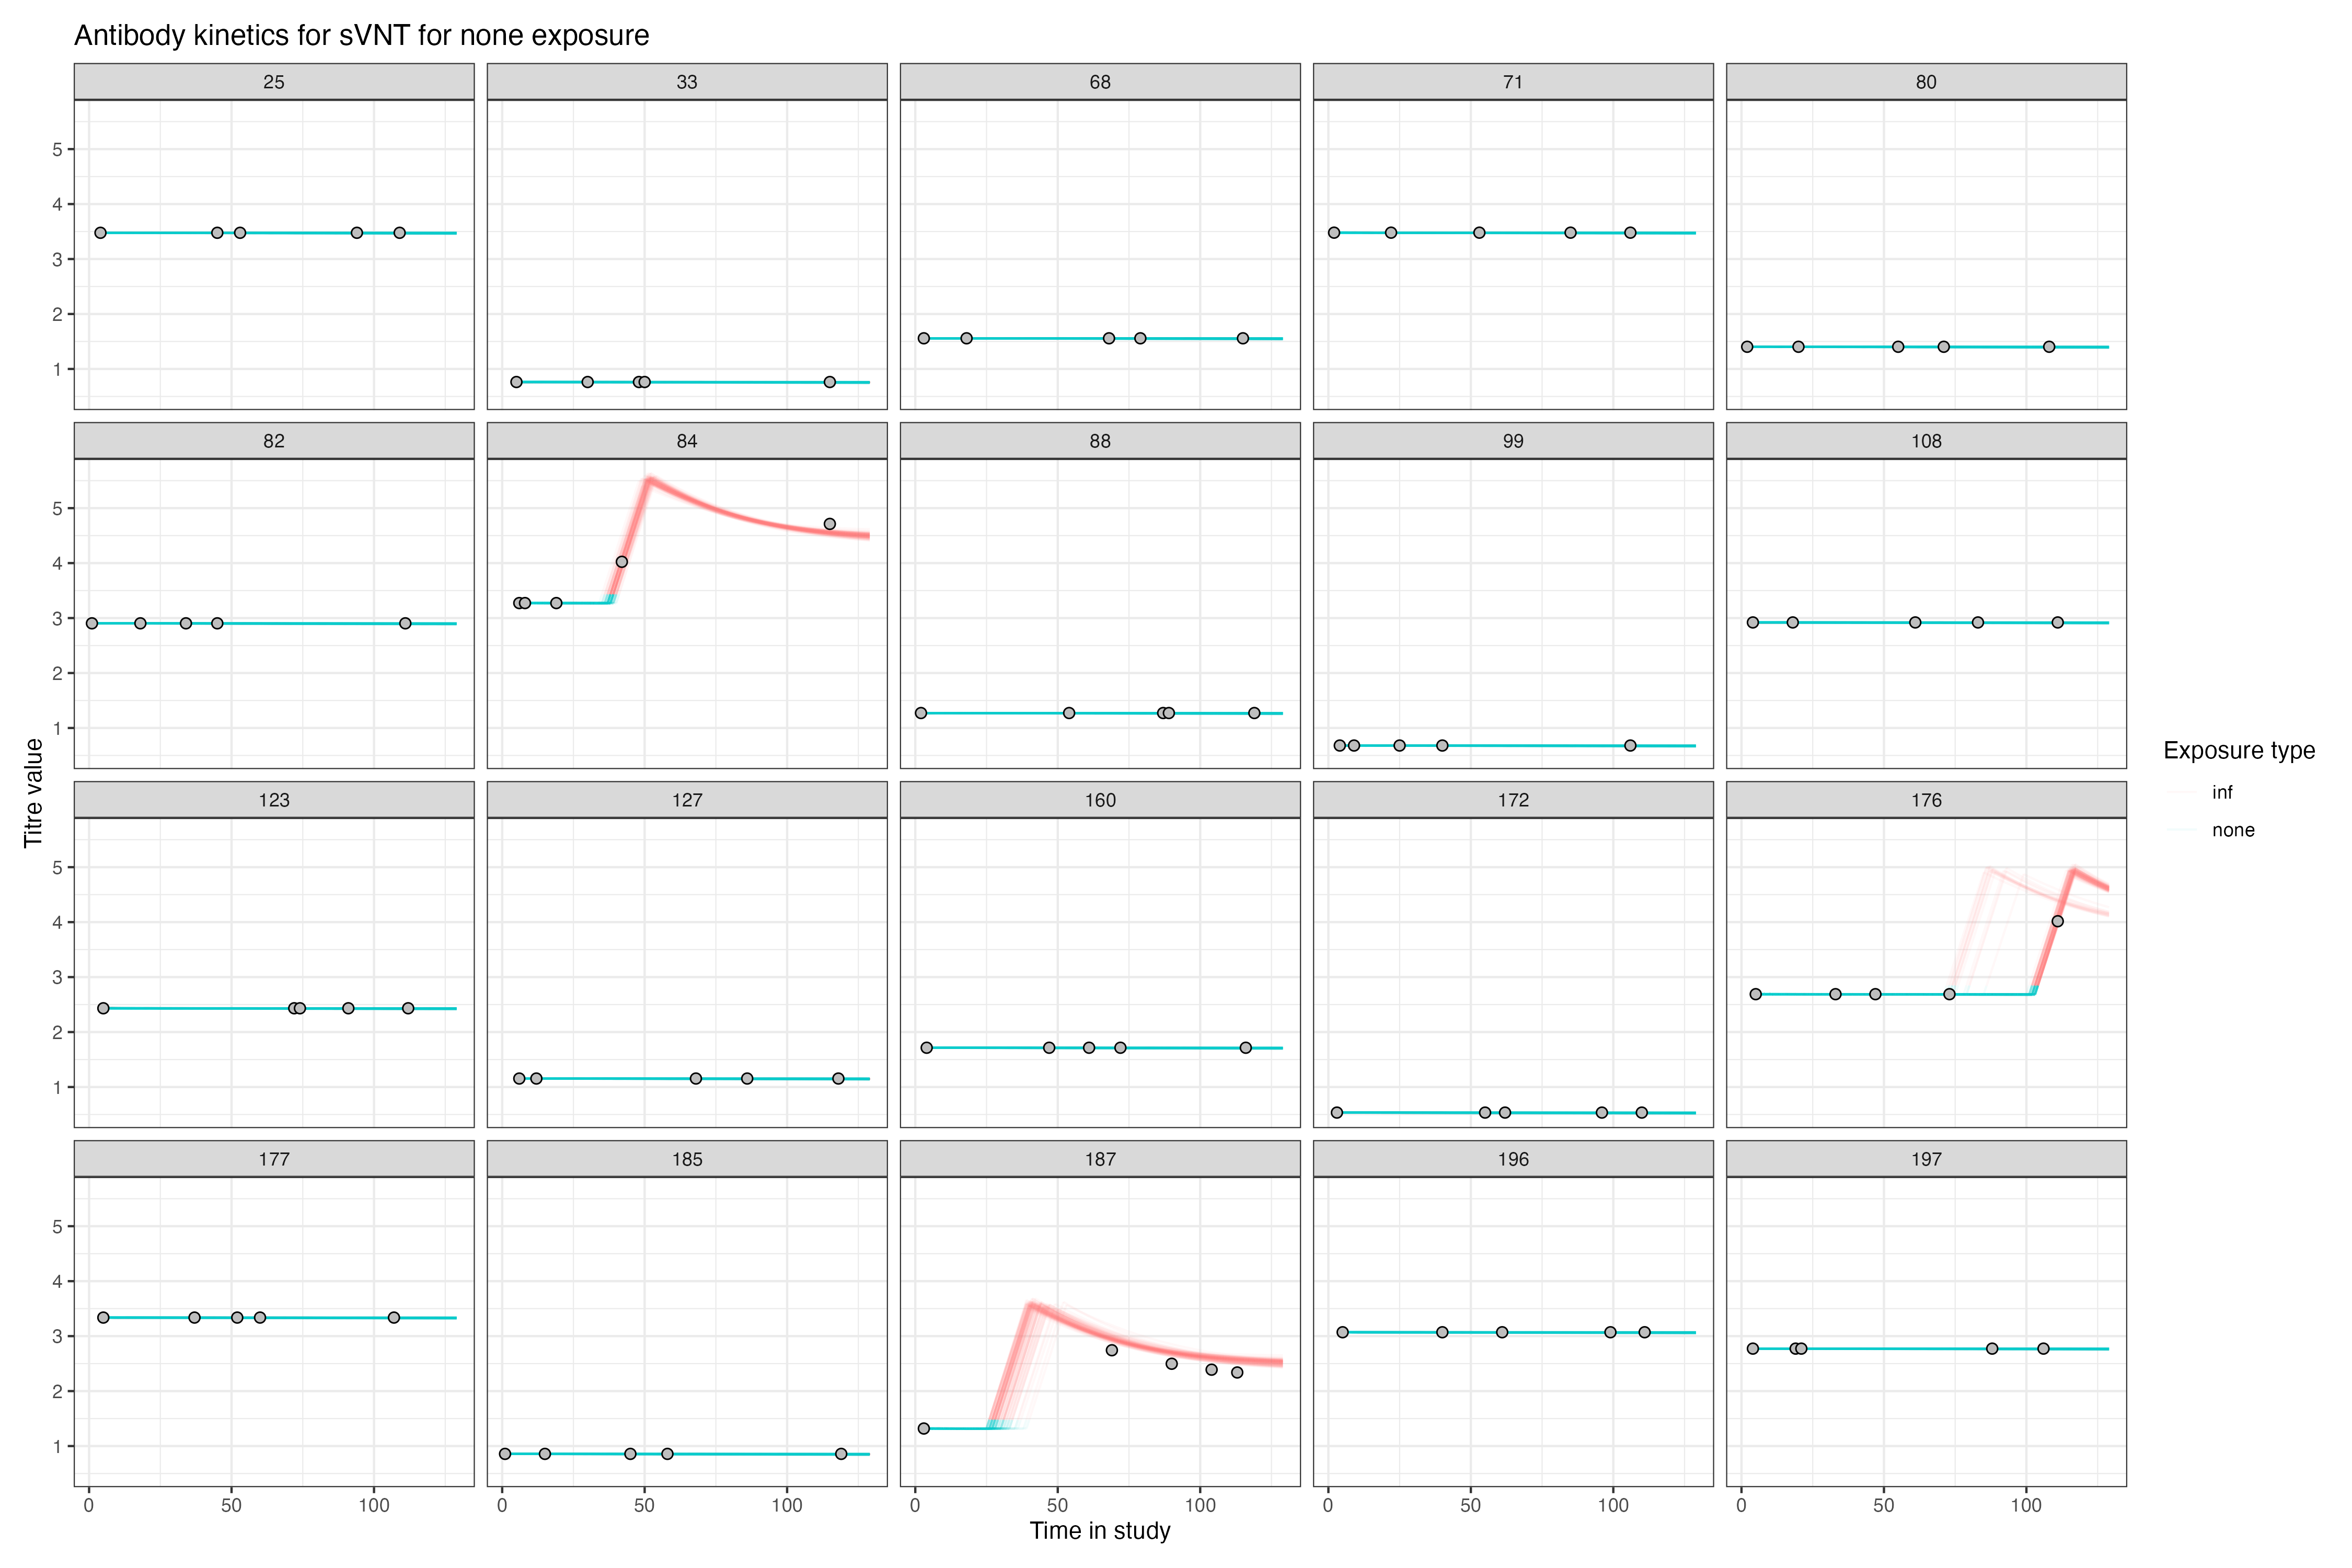 Antibody kinetics for sVNT for none exposure
25 33 68 71 80
5
4
3
2
1
82 84 88 99 108
5
4
3
2
1
Titre value
123 127 160 172 176
5
4
3
2
1
177 185 187 196 197
5
4
3
2
1
0 50 100 0 50 100 0 50 100 0 50 100 0 50 100
Time in study
Exposure type
inf
none